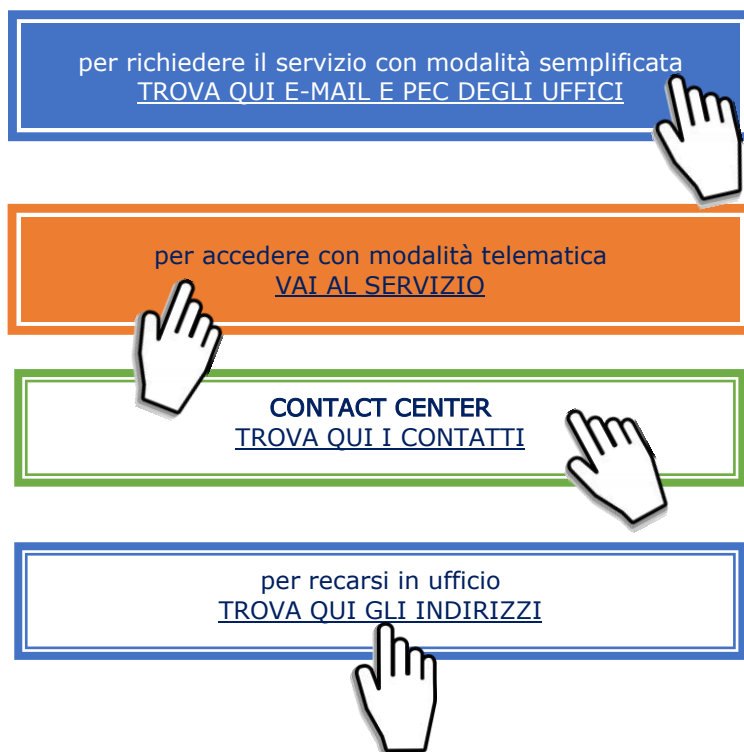 per richiedere il servizio con modalità semplificata
TROVA QUI E-MAIL E PEC DEGLI UFFICI
per accedere con modalità telematica
VAI AL SERVIZIO
CONTACT CENTER
TROVA QUI I CONTATTI
per recarsi in ufficio
TROVA QUI GLI INDIRIZZI